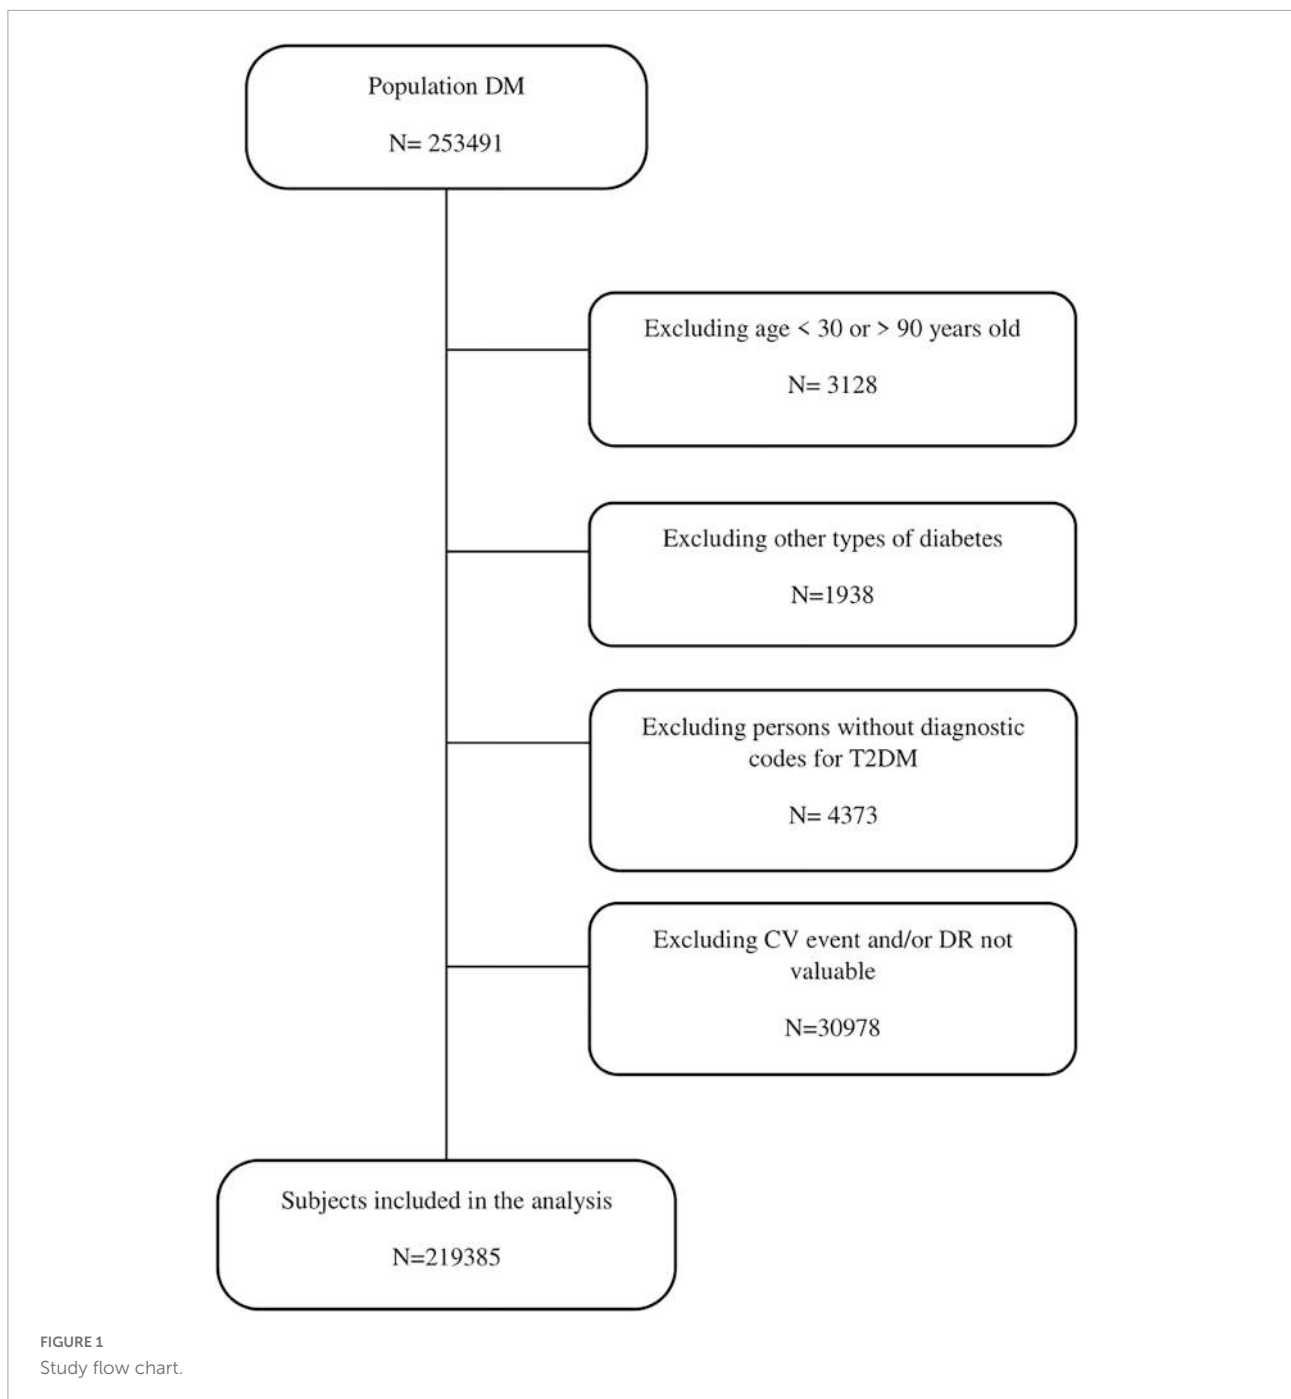 Population DM
N= 253491
Excluding age < 30 or > 90 years old
N= 3128
Excluding other types of diabetes
N=1938
Excluding persons without diagnostic
codes for T2DM
N= 4373
Excluding CV event and/or DR not
valuable
N=30978
Subjects included in the analysis
N=219385
FIGURE 1
Study flow chart.